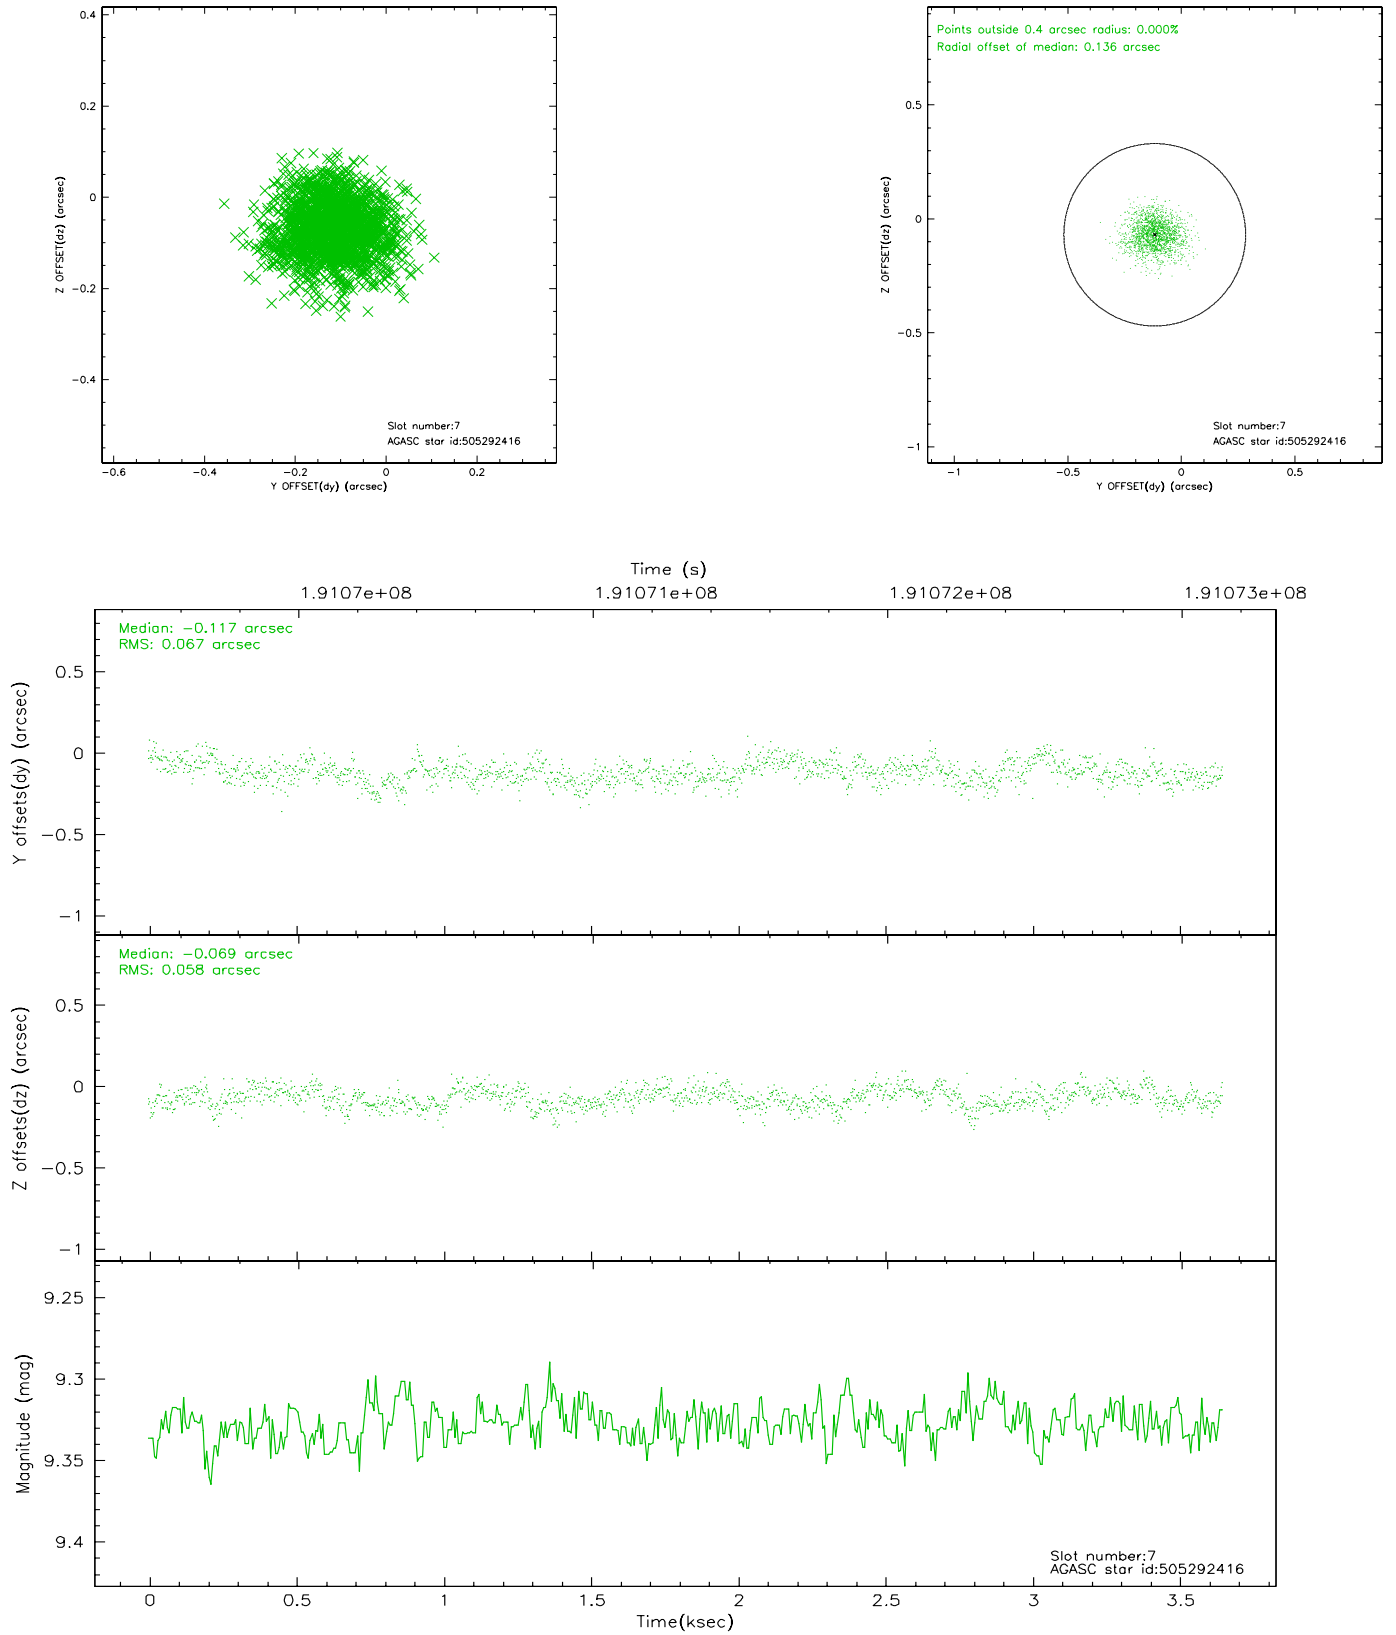 0.4
0.2
0
−0.2
−0.4
Z OFFSET(dz) (arcsec)
Slot number:7
AGASC star id:505292416
−0.6 −0.4 −0.2 0 0.2
Y OFFSET(dy) (arcsec)
Points outside 0.4 arcsec radius: 0.000%
Radial offset of median: 0.136 arcsec
0.5
0
−0.5
−1
Z OFFSET(dz) (arcsec)
Slot number:7
AGASC star id:505292416
−1 −0.5 0 0.5
Y OFFSET(dy) (arcsec)
Time (s)
1.9107e+08 1.91071e+08 1.91072e+08 1.91073e+08
Median: −0.117 arcsec
RMS: 0.067 arcsec
0.5
0
−0.5
−1
Y offsets(dy) (arcsec)
Median: −0.069 arcsec
RMS: 0.058 arcsec
0.5
0
−0.5
−1
Z offsets(dz) (arcsec)
9.25
9.3
9.35
9.4
Magnitude (mag)
Slot number:7
AGASC star id:505292416
0 0.5 1 1.5 2 2.5 3 3.5
Time(ksec)